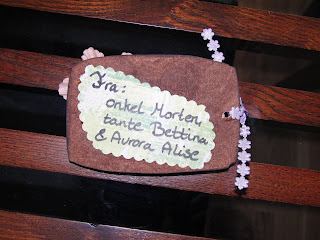 Fra:
onkel Morten,
tante Bettina
& Aurora Alise